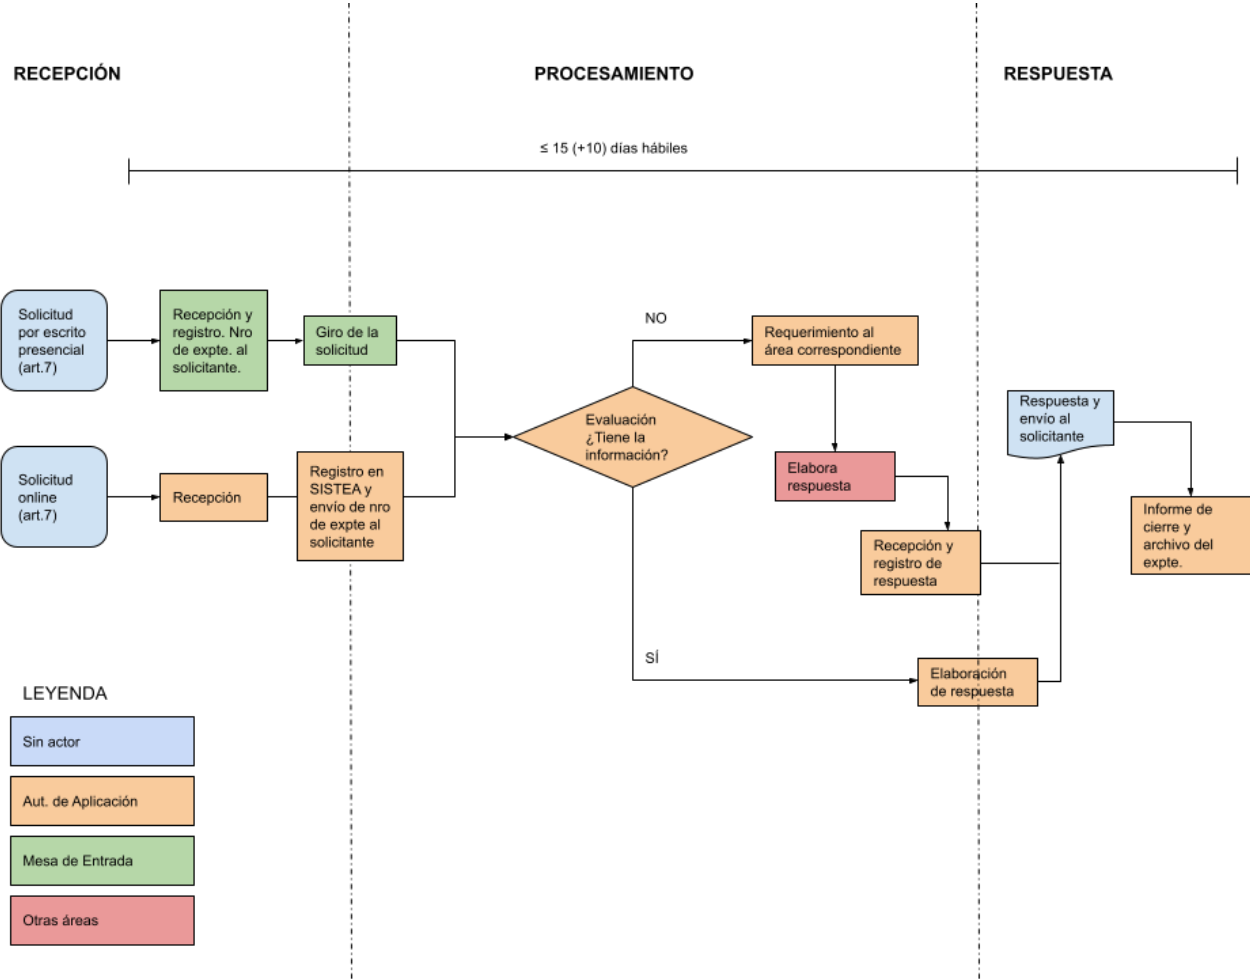 RECEPCIÓN
PROCESAMIENTO
RESPUESTA
≤ 15 (+10) días hábiles
Solicitud
por escrito
presencial
(art.7)
Recepción y
registro. Nro
de expte. al
solicitante.
Giro de la
solicitud
NO
Requerimiento al
área correspondiente
Evaluación
¿Tiene la
información?
Respuesta y
envío al
solicitante
Solicitud
online
(art.7)
Recepción
Registro en
SISTEA y
envío de nro
de expte al
solicitante
Elabora
respuesta
Informe de
cierre y
archivo del
expte.
Recepción y
registro de
respuesta
SÍ
Elaboración
de respuesta
LEYENDA
Sin actor
Aut. de Aplicación
Mesa de Entrada
Otras áreas